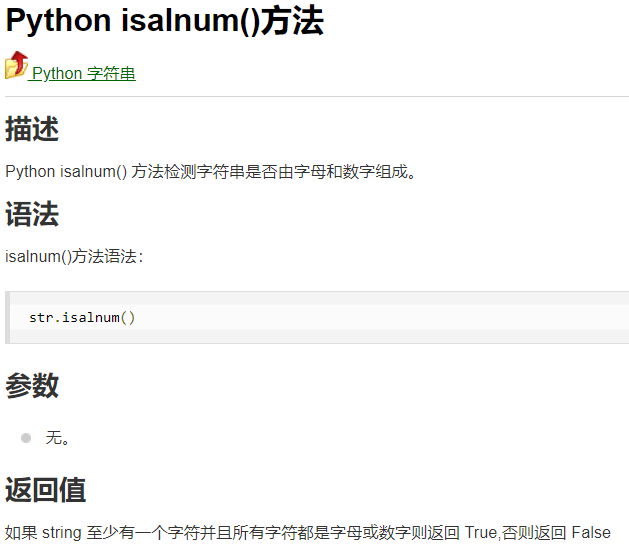 Python isalnum()方法
Python 字符串
描述
Python isalnum() 方法检测字符串是否由字母和数字组成。
语法
isalnum()方法语法：
str.isalnum()
参数
无。
返回值
如果 string 至少有一个字符并且所有字符都是字母或数字则返回 True,否则返回 False